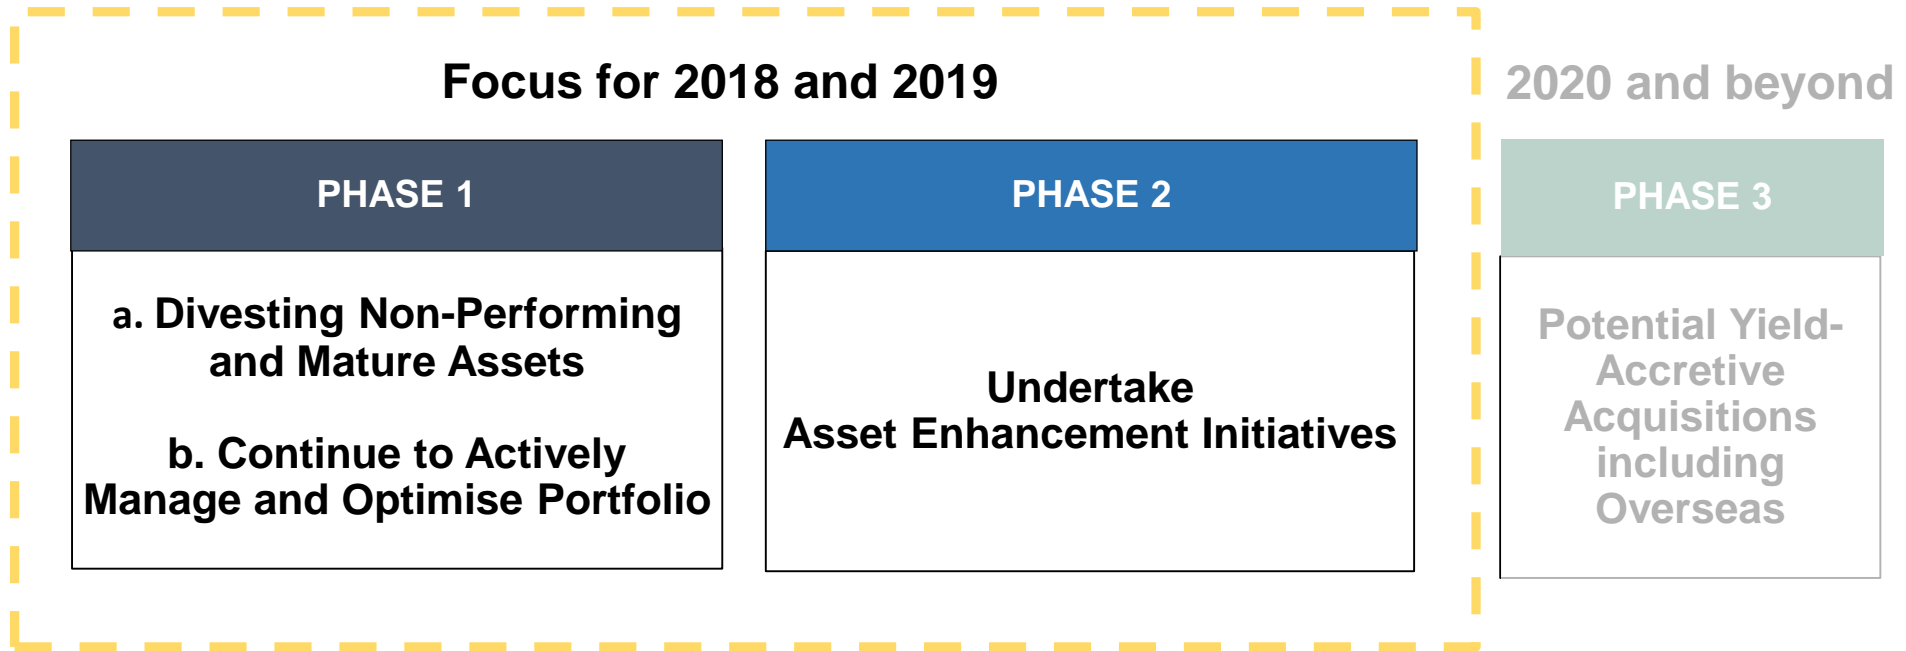 Focus for 2018 and 2019
2020 and beyond
PHASE 1
a. Divesting Non-Performing
and Mature Assets
b. Continue to Actively
Manage and Optimise Portfolio
PHASE 2
Undertake
Asset Enhancement Initiatives
PHASE 3
Potential Yield-
Accretive
Acquisitions
including
Overseas